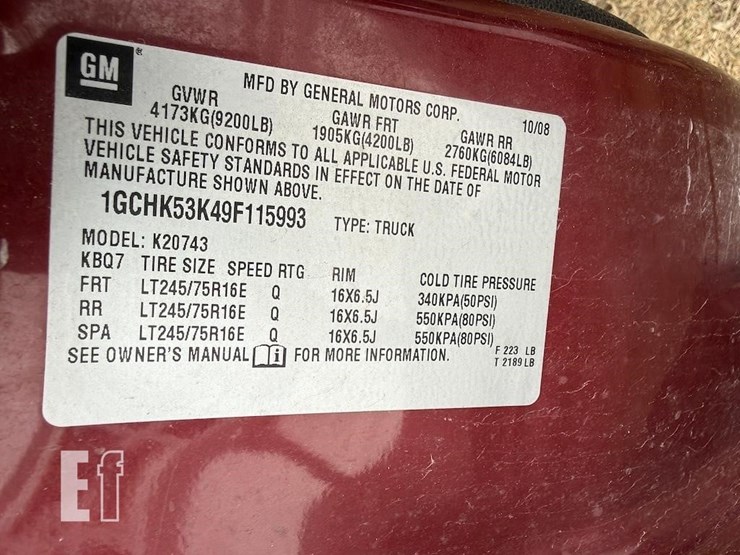 GM ®
MFD BY GENERAL MOTORS CORP. 10/08
GVWR GAWR FRT GAWR RR
4173KG(9200LB) 1905KG(4200LB) 2760KG(6084LB)
THIS VEHICLE CONFORMS TO ALL APPLICABLE U.S. FEDERAL MOTOR
VEHICLE SAFETY STANDARDS IN EFFECT ON THE DATE OF
MANUFACTURE SHOWN ABOVE.
1GCHK53K49F115993 TYPE: TRUCK
MODEL: K20743
KBQ7 TIRE SIZE SPEED RTG RIM COLD TIRE PRESSURE
FRT LT245/75R16E Q 16X6.5J 340KPA(50PSI)
RR LT245/75R16E Q 16X6.5J 550KPA(80PSI)
SPA LT245/75R16E Q 16X6.5J 550KPA(80PSI)
SEE OWNER'S MANUAL i FOR MORE INFORMATION.
F 223 LB
T 2189 LB
Ef